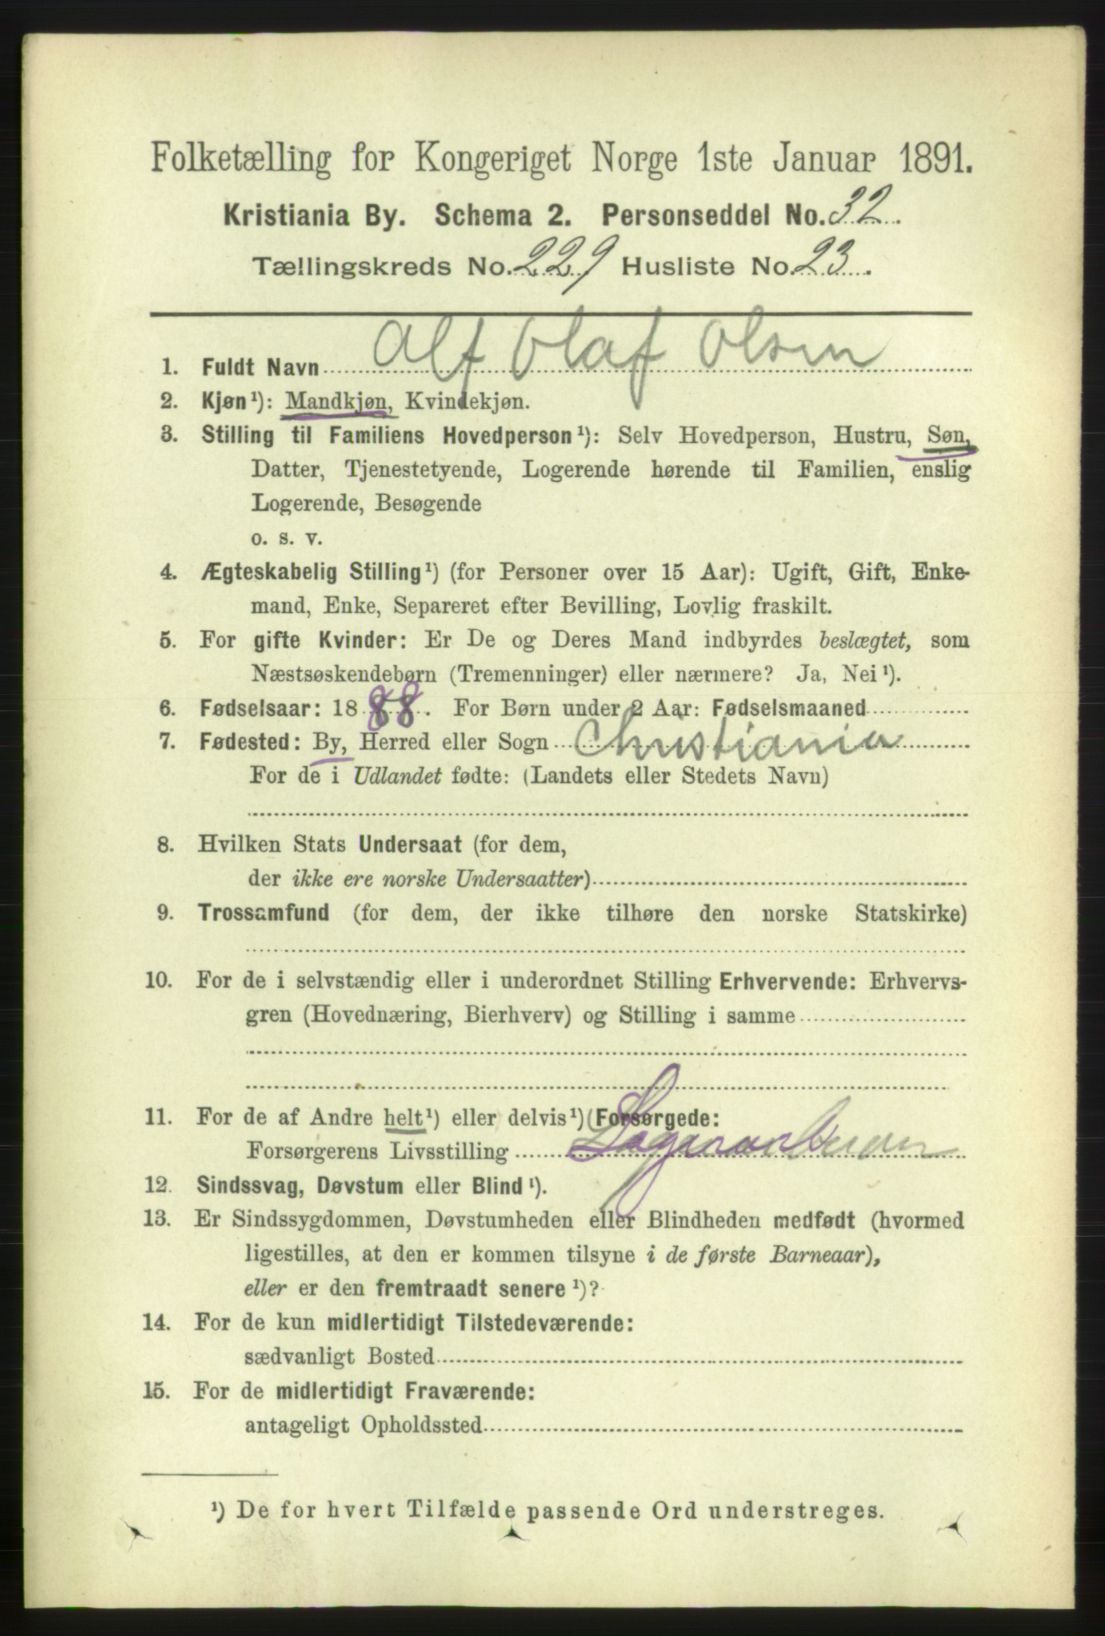 Folketælling for Kongeriget Norge 1ste Januar 1891.
Kristiania By. Schema 2. Personseddel No. 32.
Tællingskreds No. 229 Husliste No. 23.
1. Fuldt Navn Alf Olaf Olsen
2. Kjøn¹): Mandkjøn, Kvindekjøn.
3. Stilling til Familiens Hovedperson¹): Selv Hovedperson, Hustru, Søn,
Datter, Tjenestetyende, Logerende hørende til Familien, enslig
Logerende, Besøgende
o. s. v.
4. Ægteskabelig Stilling¹) (for Personer over 15 Aar): Ugift, Gift, Enke-
mand, Enke, Separeret efter Bevilling, Lovlig fraskilt.
5. For gifte Kvinder: Er De og Deres Mand indbyrdes beslægtet, som
Næstsøskendebørn (Tremenninger) eller nærmere? Ja, Nei¹).
6. Fødselsaar: 1888. For Børn under 2 Aar: Fødselsmaaned
7. Fødested: By, Herred eller Sogn Christiania
For de i Udlandet fødte: (Landets eller Stedets Navn)
8. Hvilken Stats Undersaat (for dem,
der ikke ere norske Undersaatter)
9. Trossamfund (for dem, der ikke tilhøre den norske Statskirke)
10. For de i selvstændig eller i underordnet Stilling Erhvervende: Erhvervs-
gren (Hovednæring, Bierhverv) og Stilling i samme
11. For de af Andre helt¹) eller delvis¹) (Forsørgede:
Forsørgerens Livsstilling
12. Sindssvag, Døvstum eller Blind¹).
13. Er Sindssygdommen, Døvstumheden eller Blindheden medfødt (hvormed
ligestilles, at den er kommen tilsyne i de første Barneaar),
eller er den fremtraadt senere¹)?
14. For de kun midlertidigt Tilstedeværende:
sædvanligt Bosted
15. For de midlertidigt Fraværende:
antageligt Opholdssted
¹) De for hvert Tilfælde passende Ord understreges.